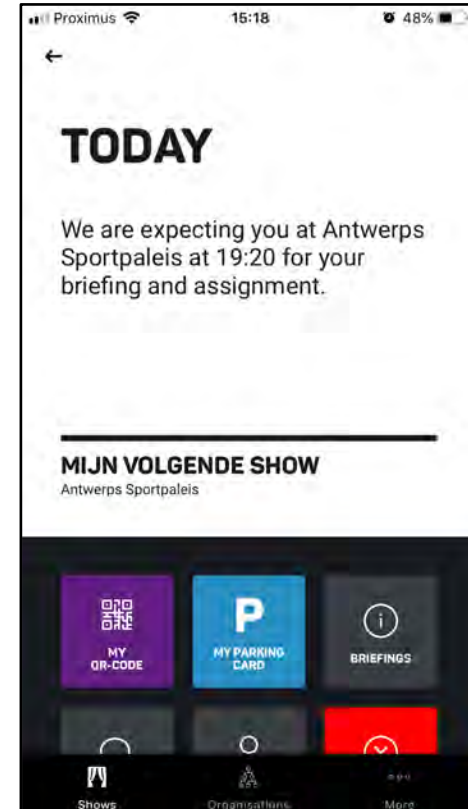 Proximus 15:18 48%
TODAY
We are expecting you at Antwerps
Sportpaleis at 19:20 for your
briefing and assignment.
MIJN VOLGENDE SHOW
Antwerps Sportpaleis
P
MY
QR-CODE
MY PARKING
CARD
BRIEFINGS
Shows Organisations More